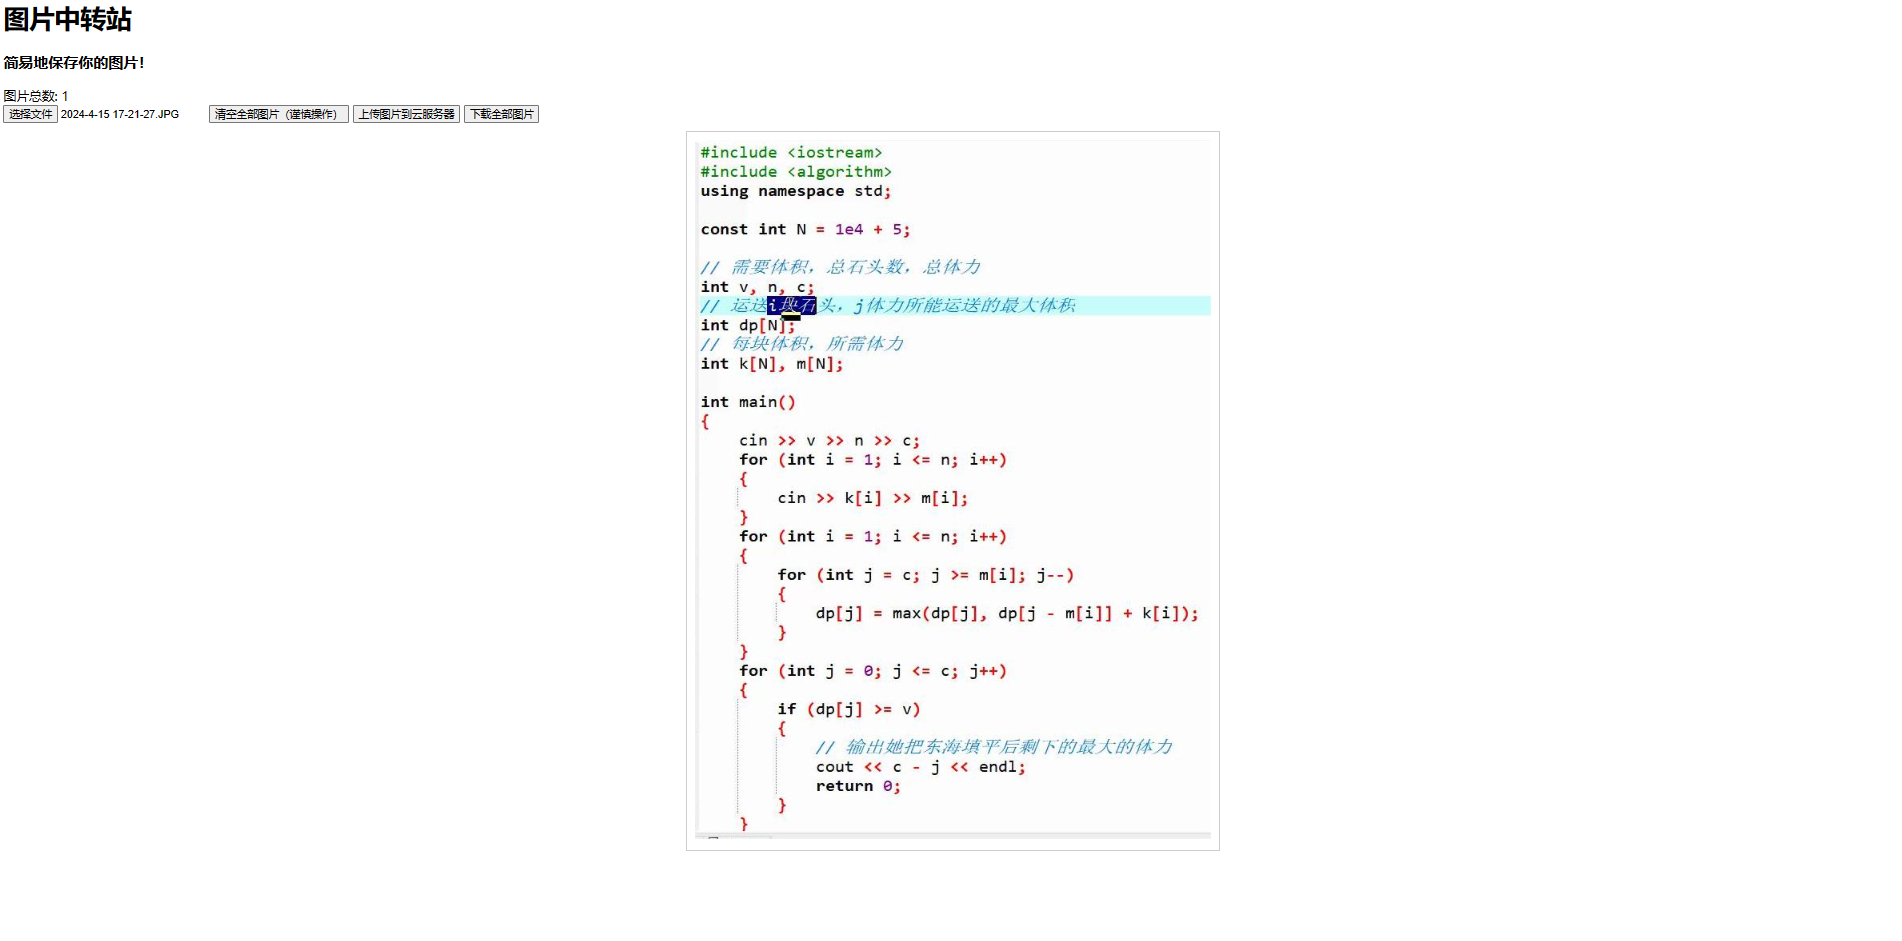 图片中转站
简易地保存你的图片!
图片总数: 1
选择文件 2024-4-15 17-21-27.JPG 清空全部图片（谨慎操作） 上传图片到云服务器 下载全部图片
#include <iostream>
#include <algorithm>
using namespace std;
const int N = 1e4 + 5;
// 需要体积，总石头数，总体力
int v, n, c;
// 运送i块石头，j体力所能运送的最大体积
int dp[N];
// 每块体积，所需体力
int k[N], m[N];
int main()
{
    cin >> v >> n >> c;
    for (int i = 1; i <= n; i++)
    {
        cin >> k[i] >> m[i];
    }
    for (int i = 1; i <= n; i++)
    {
        for (int j = c; j >= m[i]; j--)
        {
            dp[j] = max(dp[j], dp[j - m[i]] + k[i]);
        }
    }
    for (int j = 0; j <= c; j++)
    {
        if (dp[j] >= v)
        {
            // 输出她把东海填平后剩下的最大的体力
            cout << c - j << endl;
            return 0;
        }
    }